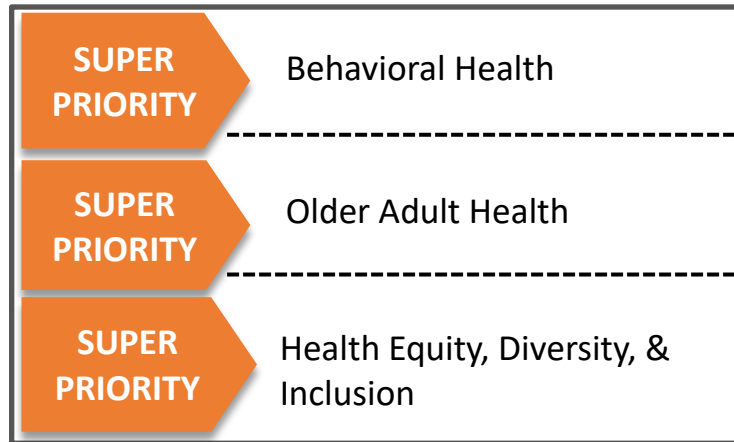 SUPER
PRIORITY
Behavioral Health
SUPER
PRIORITY
Older Adult Health
SUPER
PRIORITY
Health Equity, Diversity, &
Inclusion